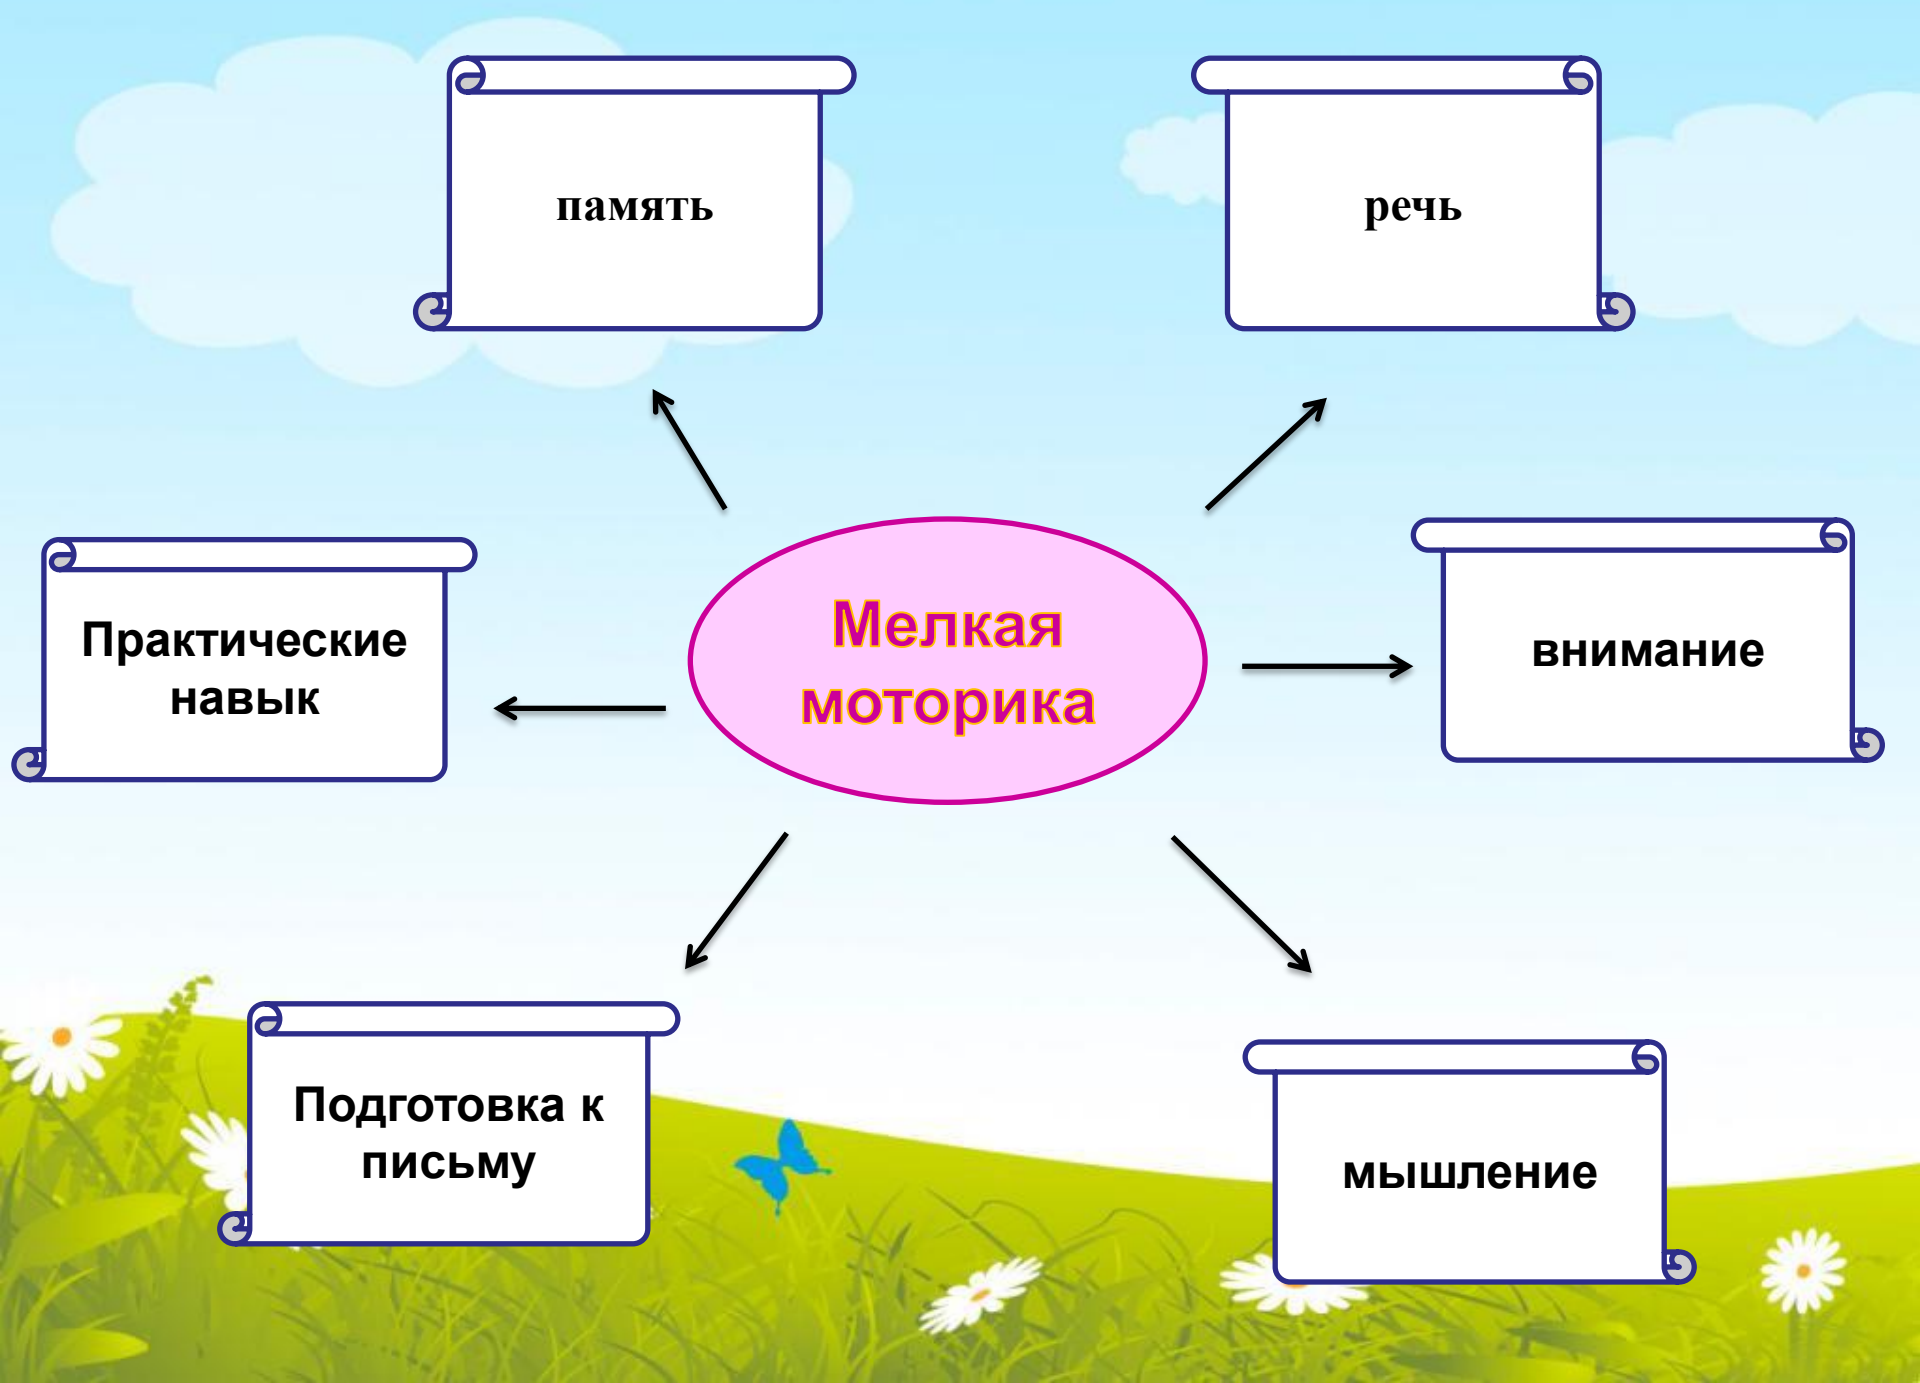 память
речь
Практические
навык
Мелкая
моторика
внимание
Подготовка к
письму
мышление